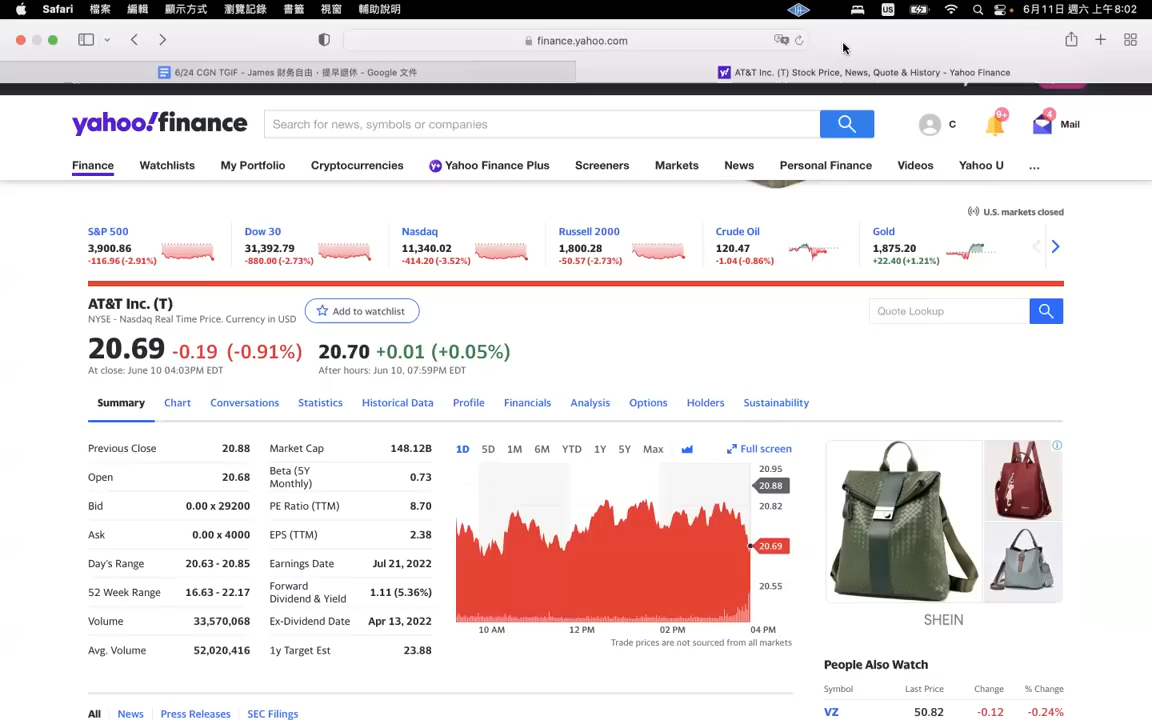 Safari 檔案 編輯 顯示方式 瀏覽記錄 書籤 視窗 輔助說明 US 6月11日 週六 上午8:02
finance.yahoo.com
6/24 CGN TGIF - James 財務自由，提早退休 - Google 文件 AT&T Inc. (T) Stock Price, News, Quote & History - Yahoo Finance
yahoo!finance Search for news, symbols or companies C 9+ 4 Mail
Finance Watchlists My Portfolio Cryptocurrencies Y+ Yahoo Finance Plus Screeners Markets News Personal Finance Videos Yahoo U ...
U.S. markets closed
S&P 500 Dow 30 Nasdaq Russell 2000 Crude Oil Gold
3,900.86 31,392.79 11,340.02 1,800.28 120.47 1,875.20
-116.96 (-2.91%) -880.00 (-2.73%) -414.20 (-3.52%) -50.57 (-2.73%) -1.04 (-0.86%) +22.40 (+1.21%)
AT&T Inc. (T) Add to watchlist Quote Lookup
NYSE - Nasdaq Real Time Price. Currency in USD
20.69 -0.19 (-0.91%) 20.70 +0.01 (+0.05%)
At close: June 10 04:03PM EDT After hours: Jun 10, 07:59PM EDT
Summary Chart Conversations Statistics Historical Data Profile Financials Analysis Options Holders Sustainability
Previous Close 20.88 Market Cap 148.12B
Open 20.68 Beta (5Y Monthly) 0.73
Bid 0.00 x 29200 PE Ratio (TTM) 8.70
Ask 0.00 x 4000 EPS (TTM) 2.38
Day's Range 20.63 - 20.85 Earnings Date Jul 21, 2022
52 Week Range 16.63 - 22.17 Forward Dividend & Yield 1.11 (5.36%)
Volume 33,570,068 Ex-Dividend Date Apr 13, 2022
Avg. Volume 52,020,416 1y Target Est 23.88
1D 5D 1M 6M YTD 1Y 5Y Max Full screen
20.95
20.88
20.82
20.69
20.55
10 AM 12 PM 02 PM 04 PM
Trade prices are not sourced from all markets
SHEIN
People Also Watch
Symbol Last Price Change % Change
VZ 50.82 -0.12 -0.24%
All News Press Releases SEC Filings